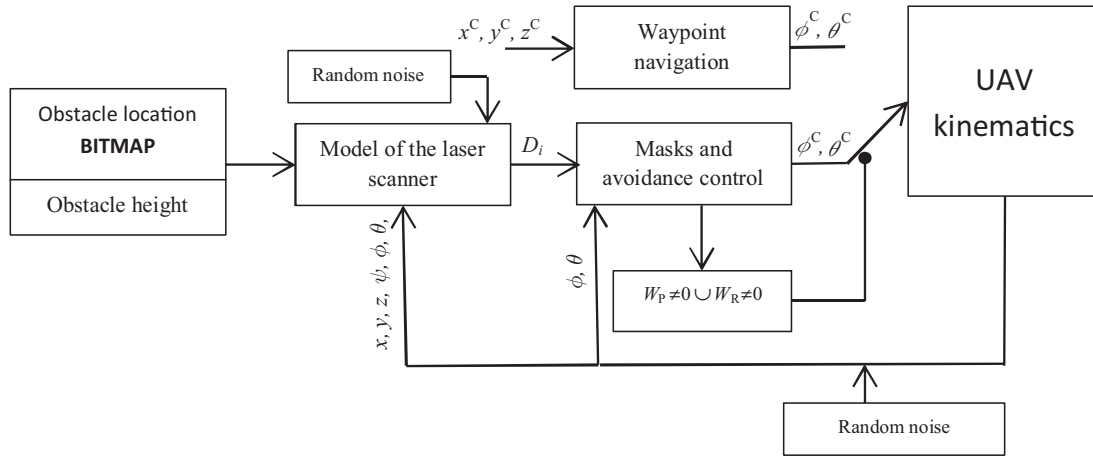 x^C, y^C, z^C
Waypoint
navigation
ϕ^C, θ^C
UAV
kinematics
Random noise
Obstacle location
BITMAP
Obstacle height
Model of the laser
scanner
D_i
Masks and
avoidance control
ϕ^C, θ^C
x, y, z, ψ, ϕ, θ,
ϕ, θ
W_P ≠0 ∪ W_R ≠0
Random noise